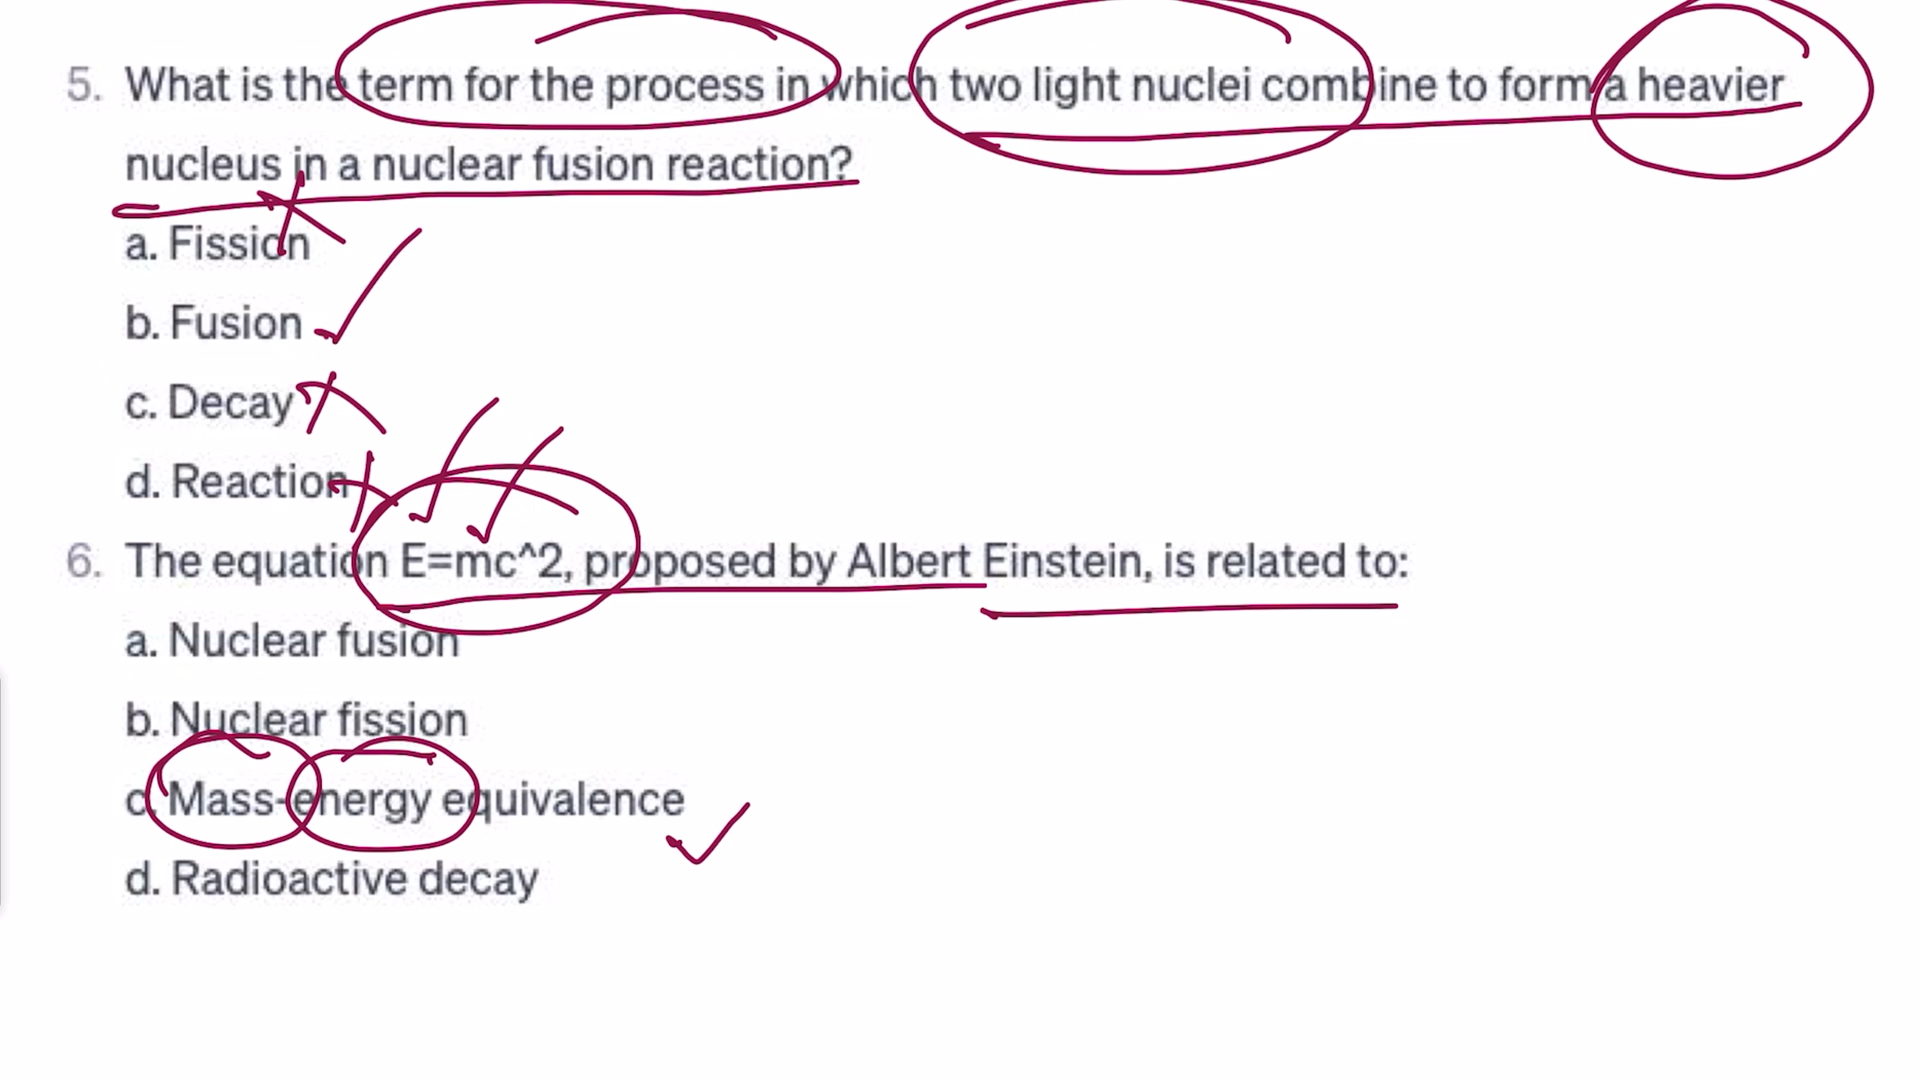 5. What is the term for the process in which two light nuclei combine to form a heavier
nucleus in a nuclear fusion reaction?
a. Fission
b. Fusion
c. Decay
d. Reaction
6. The equation E=mc^2, proposed by Albert Einstein, is related to:
a. Nuclear fusion
b. Nuclear fission
c. Mass-energy equivalence
d. Radioactive decay